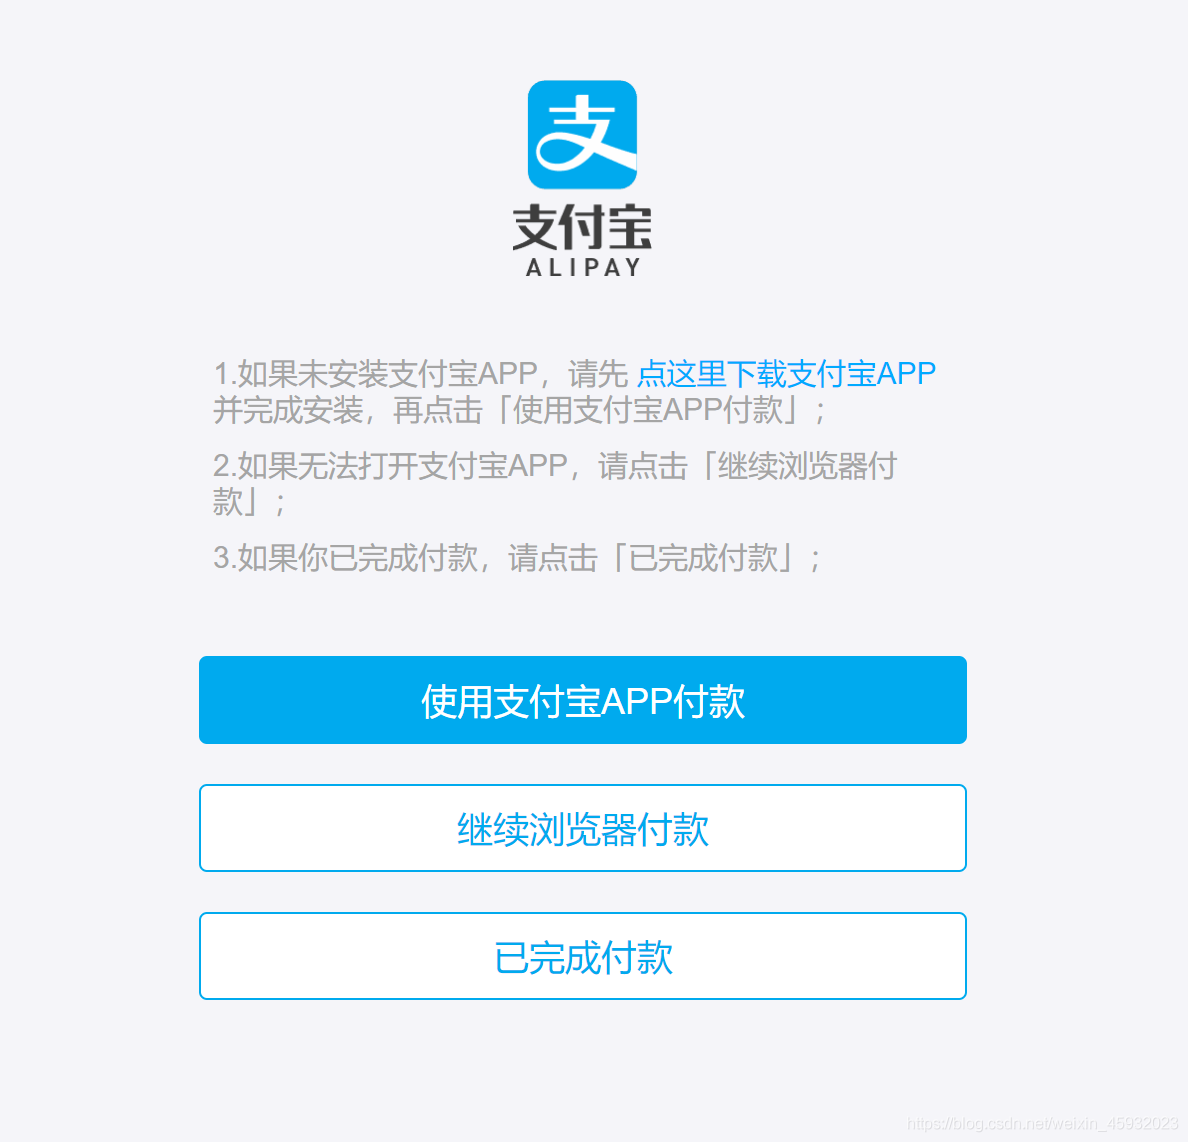 支
支付宝
ALIPAY
1.如果未安装支付宝APP，请先 点这里下载支付宝APP
并完成安装，再点击「使用支付宝APP付款」；
2.如果无法打开支付宝APP，请点击「继续浏览器付
款」；
3.如果你已完成付款，请点击「已完成付款」；
使用支付宝APP付款
继续浏览器付款
已完成付款
https://blog.csdn.net/weixin_45932023